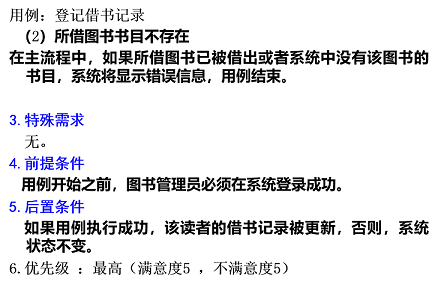 用例：登记借书记录
（2）所借图书书目不存在
在主流程中，如果所借图书已被借出或者系统中没有该图书的
书目，系统将显示错误信息，用例结束。
3.特殊需求
无。
4.前提条件
用例开始之前，图书管理员必须在系统登录成功。
5.后置条件
如果用例执行成功，该读者的借书记录被更新，否则，系统
状态不变。
6.优先级 ：最高（满意度5 ，不满意度5）